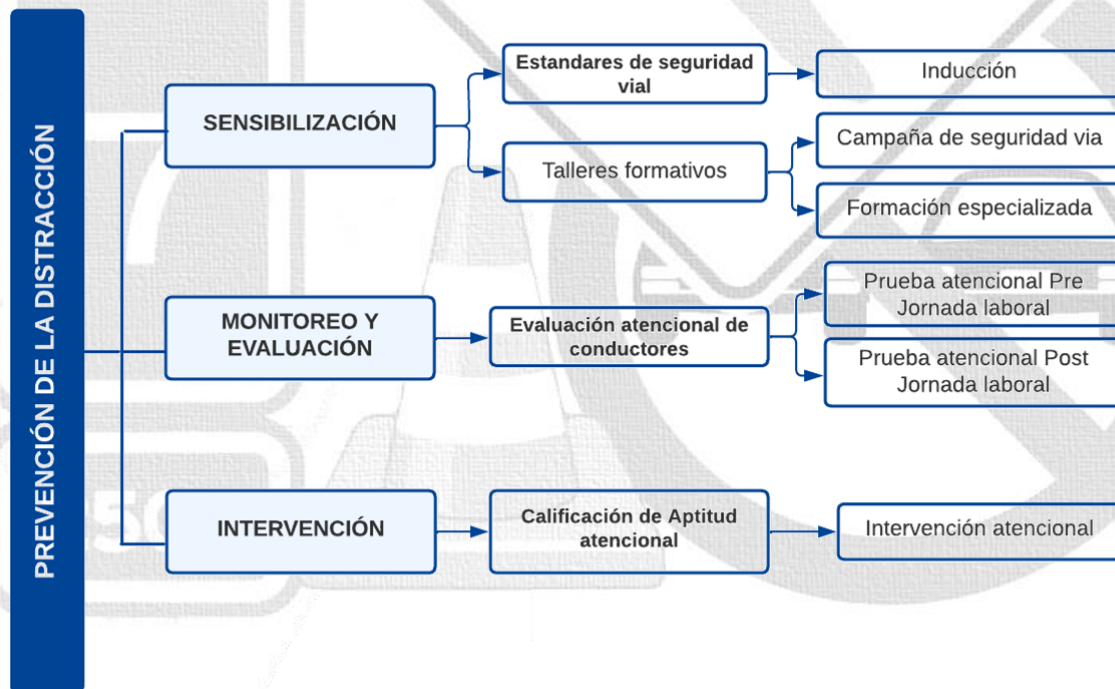 PREVENCIÓN DE LA DISTRACCIÓN
SENSIBILIZACIÓN
Estandares de seguridad
vial
Inducción
Talleres formativos
Campaña de seguridad via
Formación especializada
MONITOREO Y
EVALUACIÓN
Evaluación atencional de
conductores
Prueba atencional Pre
Jornada laboral
Prueba atencional Post
Jornada laboral
INTERVENCIÓN
Calificación de Aptitud
atencional
Intervención atencional